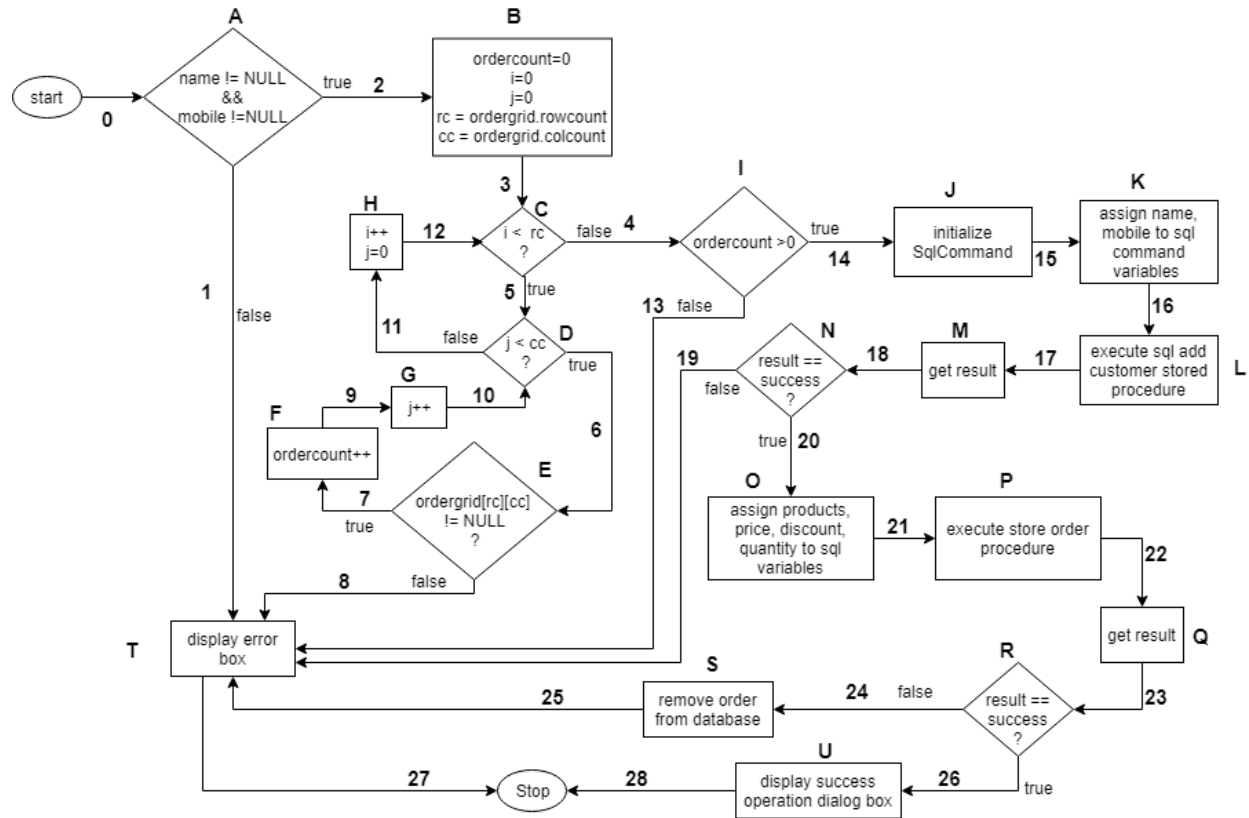 A
B
start
0
name != NULL
&&
mobile !=NULL
true
2
ordercount=0
i=0
j=0
rc = ordergrid.rowcount
cc = ordergrid.colcount
3
1
false
H
i++
j=0
12
C
i < rc
?
false
4
5
true
I
ordercount >0
true
14
13
false
J
initialize
SqlCommand
15
K
assign name,
mobile to sql
command
variables
16
11
false
D
j < cc
?
true
6
G
j++
9
10
F
ordercount++
7
true
E
ordergrid[rc][cc]
!= NULL
?
8
false
L
execute sql add
customer stored
procedure
17
M
get result
18
N
result ==
success
?
19
false
true
20
O
assign products,
price, discount,
quantity to sql
variables
21
P
execute store order
procedure
22
Q
get result
23
R
result ==
success
?
24
false
S
remove order
from database
25
T
display error
box
27
Stop
28
U
display success
operation dialog box
26
true